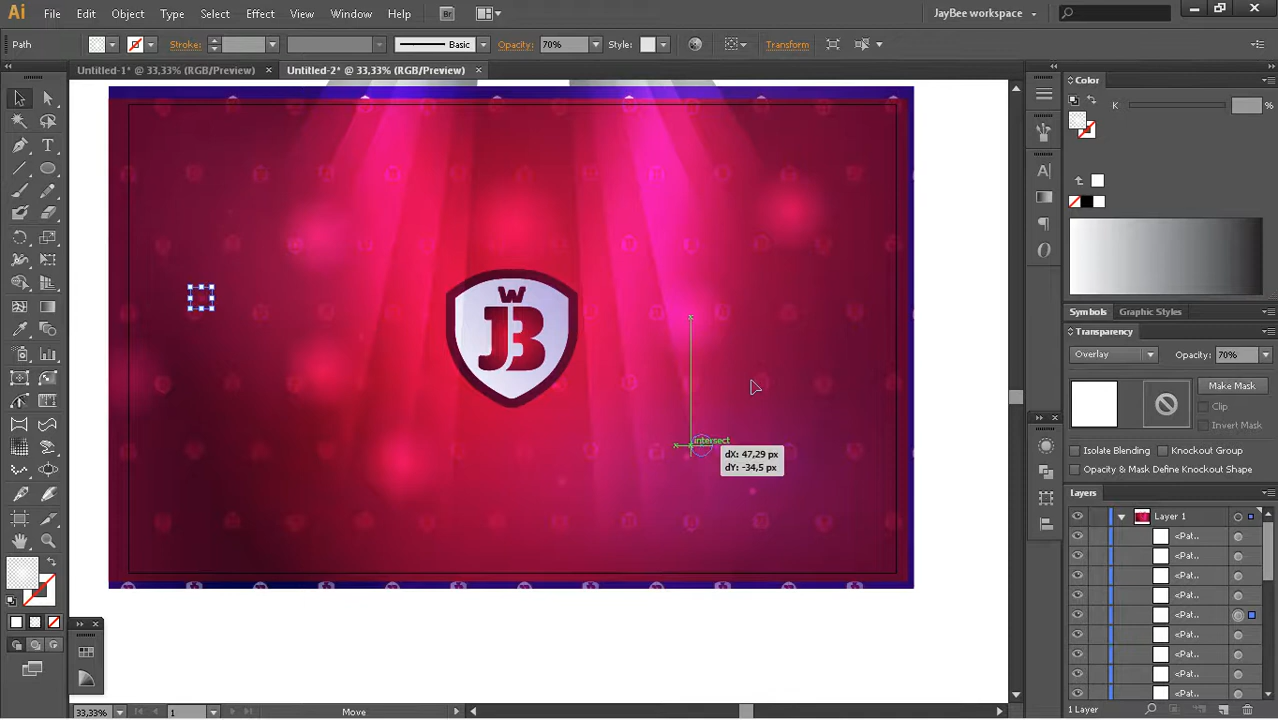 Ai File Edit Object Type Select Effect View Window Help Br JayBee workspace
Path Stroke: Basic Opacity: 70% Style: Transform
Untitled-1* @ 33,33% (RGB/Preview) × Untitled-2* @ 33,33% (RGB/Preview) ×
Color
K %
W
JB
intersect
dX: 47,29 px
dY: -34,5 px
Symbols Graphic Styles
Transparency
Overlay Opacity: 70%
Make Mask
Clip
Invert Mask
Isolate Blending Knockout Group
Opacity & Mask Define Knockout Shape
Layers
Layer 1
<Pat..
<Pat..
<Pat..
<Pat..
<Pat..
<Pat..
<Pat..
<Pat..
<Pat..
1 Layer
33,33% 1 Move